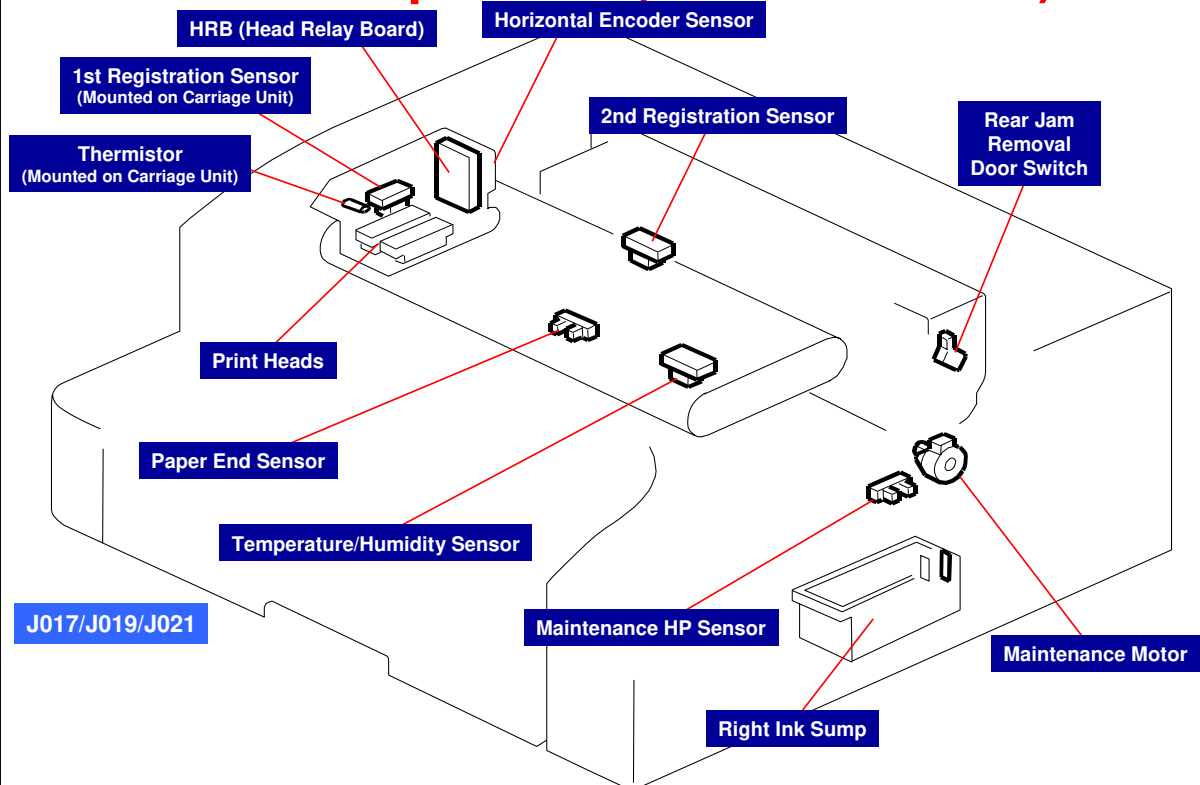 HRB (Head Relay Board)
Horizontal Encoder Sensor
1st Registration Sensor
(Mounted on Carriage Unit)
2nd Registration Sensor
Rear Jam
Removal
Door Switch
Thermistor
(Mounted on Carriage Unit)
Print Heads
Paper End Sensor
Temperature/Humidity Sensor
J017/J019/J021
Maintenance HP Sensor
Maintenance Motor
Right Ink Sump